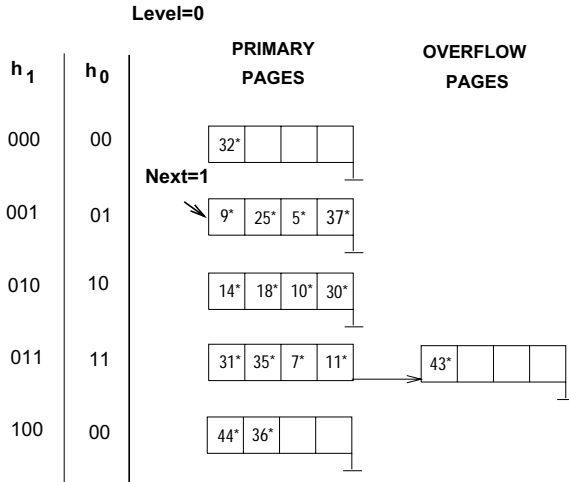 Level=0
PRIMARY PAGES
OVERFLOW PAGES
h1 h0
000 00 32*
Next=1
001 01 9* 25* 5* 37*
010 10 14* 18* 10* 30*
011 11 31* 35* 7* 11* 43*
100 00 44* 36*